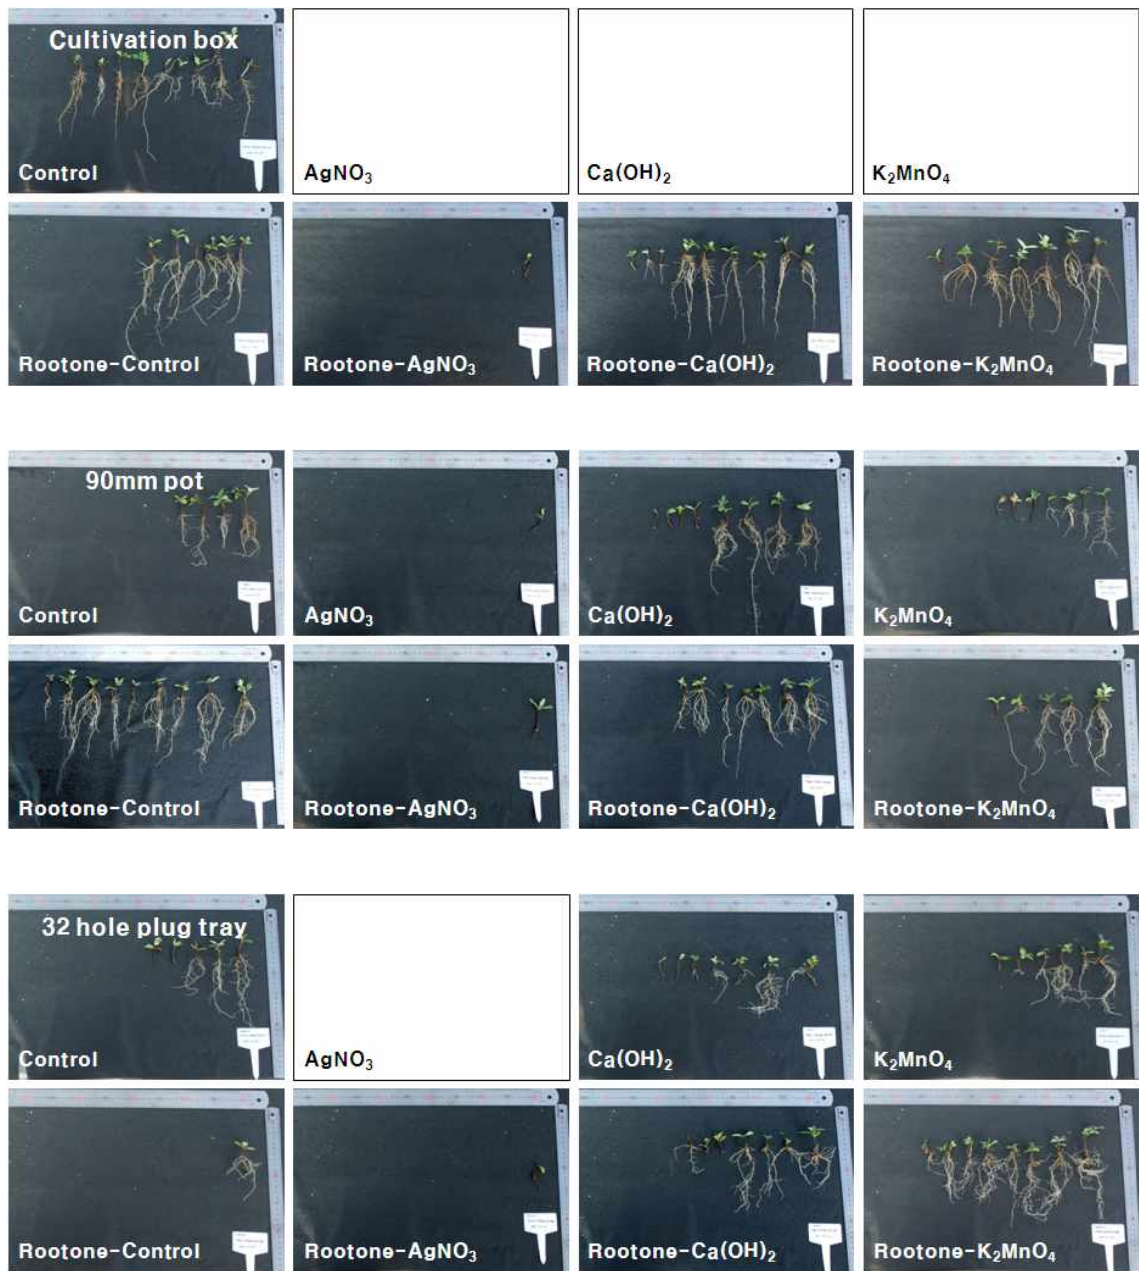 Cultivation box
Control
AgNO₃
Ca(OH)₂
K₂MnO₄
Rootone-Control
Rootone-AgNO₃
Rootone-Ca(OH)₂
Rootone-K₂MnO₄
90mm pot
Control
AgNO₃
Ca(OH)₂
K₂MnO₄
Rootone-Control
Rootone-AgNO₃
Rootone-Ca(OH)₂
Rootone-K₂MnO₄
32 hole plug tray
Control
AgNO₃
Ca(OH)₂
K₂MnO₄
Rootone-Control
Rootone-AgNO₃
Rootone-Ca(OH)₂
Rootone-K₂MnO₄